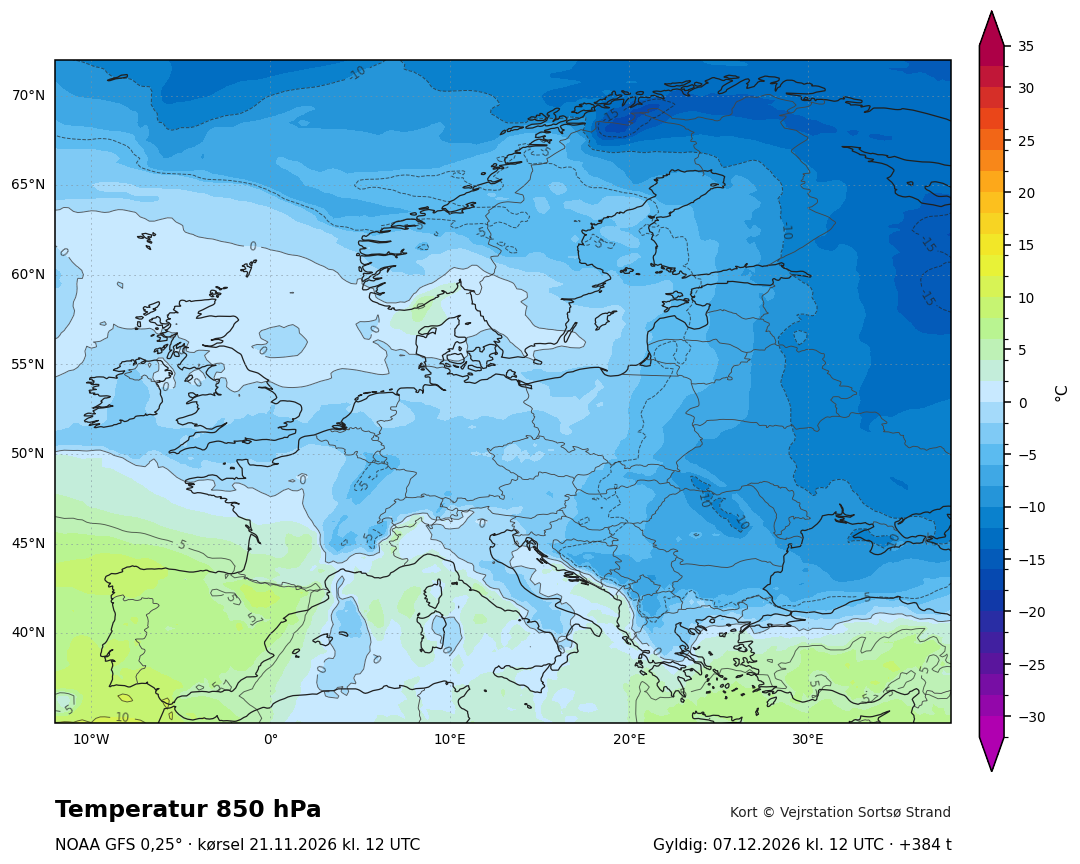 35
30
25
20
15
10
5
0
−5
−10
−15
−20
−25
−30
°C
70°N
65°N
60°N
55°N
50°N
45°N
40°N
10°W 0° 10°E 20°E 30°E
Temperatur 850 hPa
Kort © Vejrstation Sortsø Strand
NOAA GFS 0,25° · kørsel 21.11.2026 kl. 12 UTC
Gyldig: 07.12.2026 kl. 12 UTC · +384 t